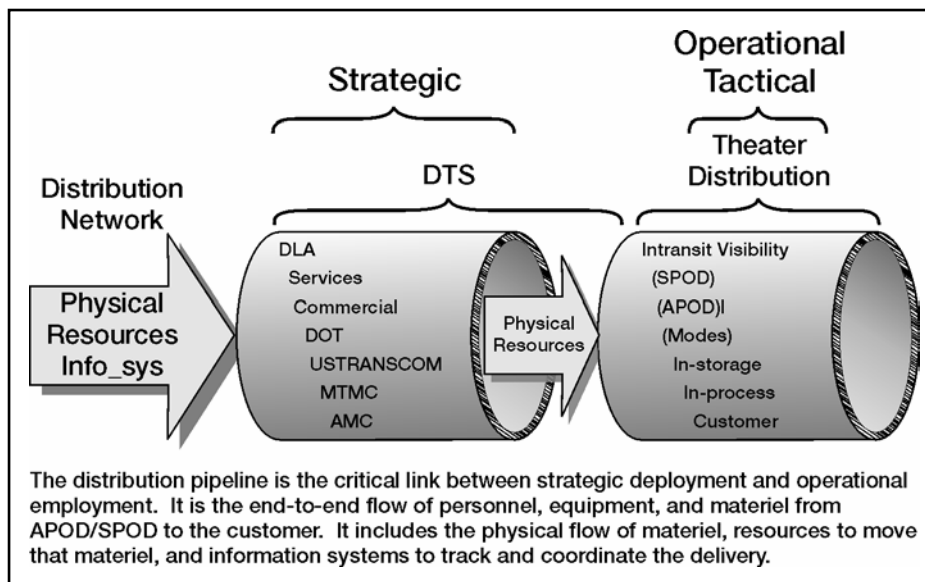 Strategic
Operational
Tactical
DTS
Theater
Distribution
Distribution
Network
Physical
Resources
Info_sys
DLA
Services
Commercial
DOT
USTRANSCOM
MTMC
AMC
Physical
Resources
Intransit Visibility
(SPOD)
(APOD)l
(Modes)
In-storage
In-process
Customer
The distribution pipeline is the critical link between strategic deployment and operational
employment.  It is the end-to-end flow of personnel, equipment, and materiel from
APOD/SPOD to the customer.  It includes the physical flow of materiel, resources to move
that materiel, and information systems to track and coordinate the delivery.